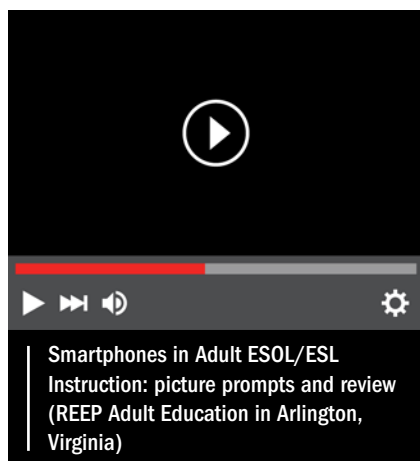 Smartphones in Adult ESOL/ESL
Instruction: picture prompts and review
(REEP Adult Education in Arlington,
Virginia)